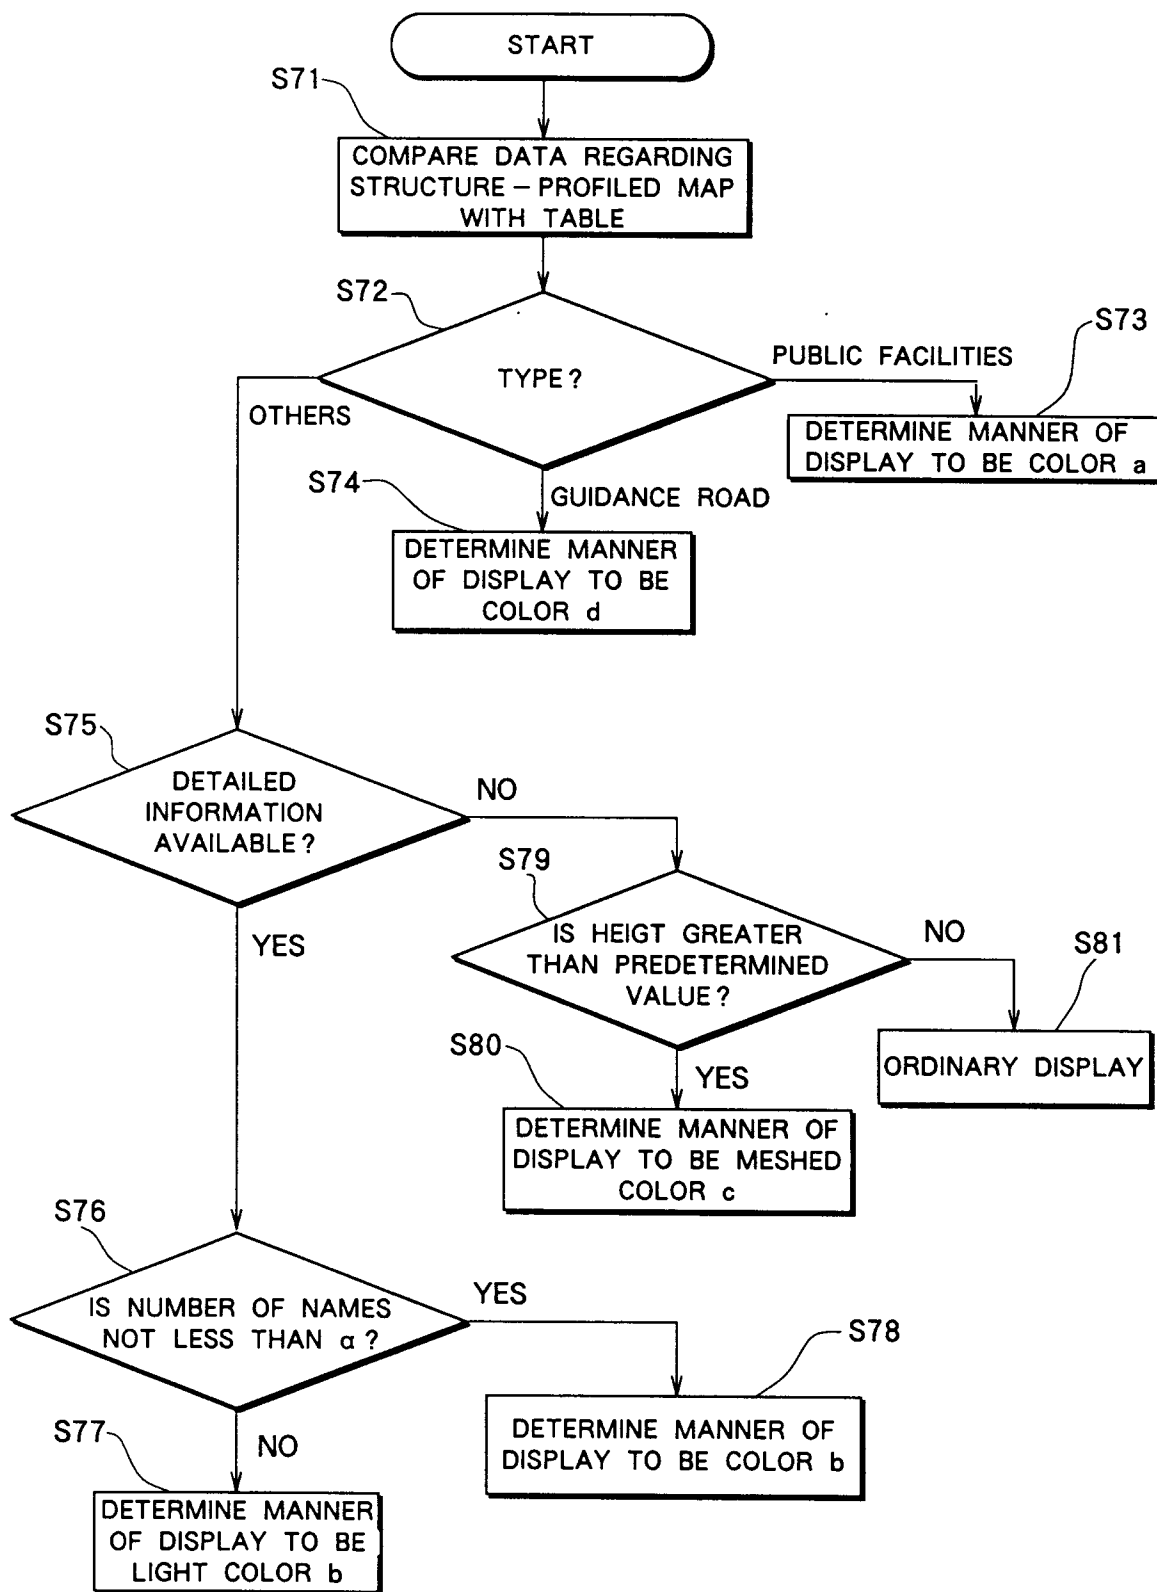 START
S71
COMPARE DATA REGARDING
STRUCTURE – PROFILED MAP
WITH TABLE
S72
TYPE?
PUBLIC FACILITIES
S73
DETERMINE MANNER OF
DISPLAY TO BE COLOR a
OTHERS
S74
GUIDANCE ROAD
DETERMINE MANNER
OF DISPLAY TO BE
COLOR d
S75
DETAILED
INFORMATION
AVAILABLE?
NO
YES
S79
IS HEIGT GREATER
THAN PREDETERMINED
VALUE?
NO
S81
ORDINARY DISPLAY
S80
YES
DETERMINE MANNER OF
DISPLAY TO BE MESHED
COLOR c
S76
IS NUMBER OF NAMES
NOT LESS THAN α?
YES
S78
DETERMINE MANNER OF
DISPLAY TO BE COLOR b
S77
NO
DETERMINE MANNER
OF DISPLAY TO BE
LIGHT COLOR b